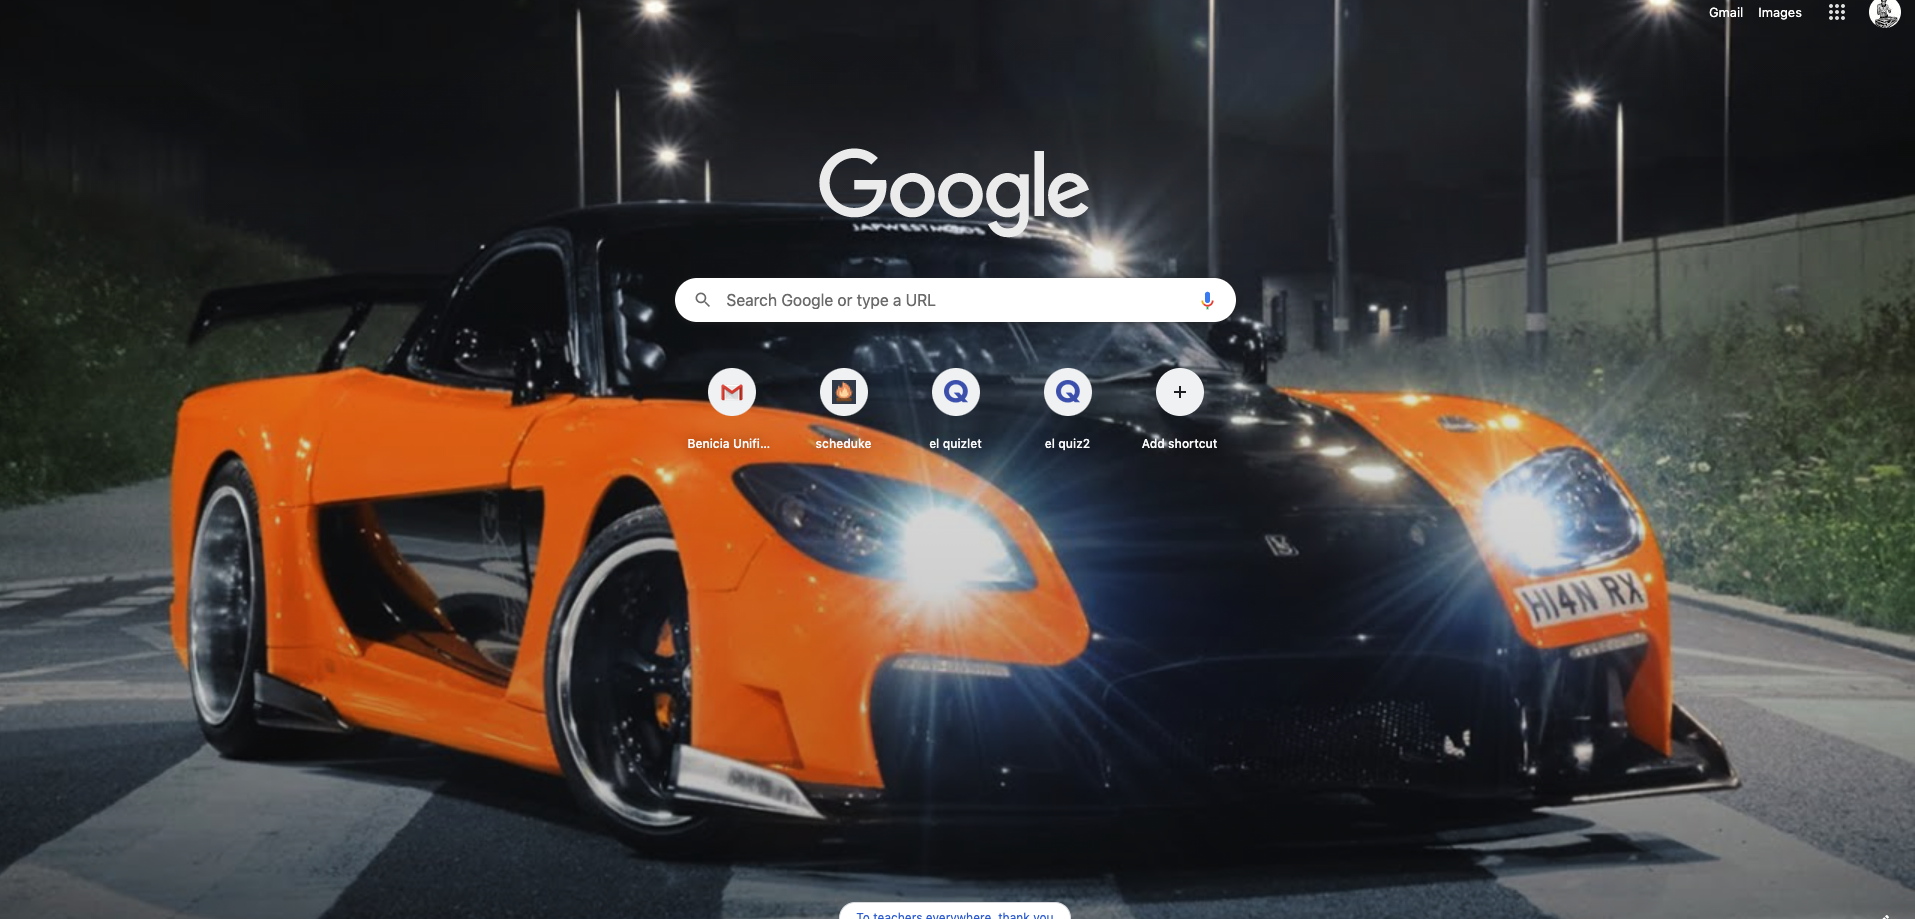 Gmail Images
Google
JAPWESTMODS
Search Google or type a URL
Benicia Unifi... scheduke el quizlet el quiz2 Add shortcut
HI4N RX
To teachers everywhere, thank you